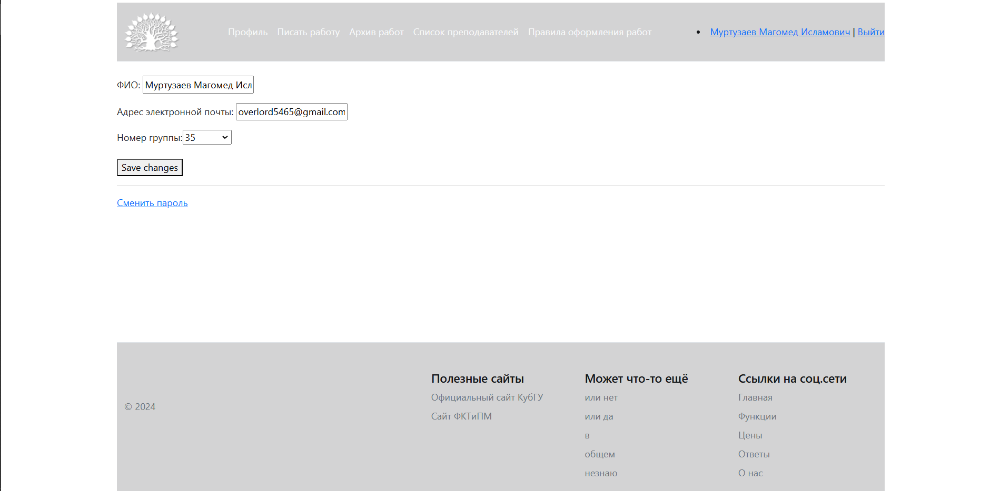 Профиль Писать работу Архив работ Список преподавателей Правила оформления работ • Муртузаев Магомед Исламович | Выйти
ФИО: Муртузаев Магомед Исл
Адрес электронной почты: overlord5465@gmail.com
Номер группы: 35
Save changes
Сменить пароль
© 2024
Полезные сайты
Официальный сайт КубГУ
Сайт ФКТиПМ
Может что-то ещё
или нет
или да
в
общем
незнаю
Ссылки на соц.сети
Главная
Функции
Цены
Ответы
О нас